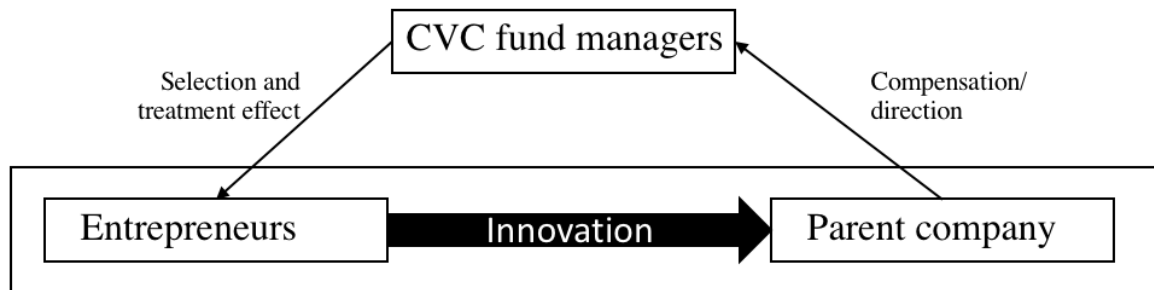 CVC fund managers
Selection and
treatment effect
Compensation/
direction
Entrepreneurs
Innovation
Parent company